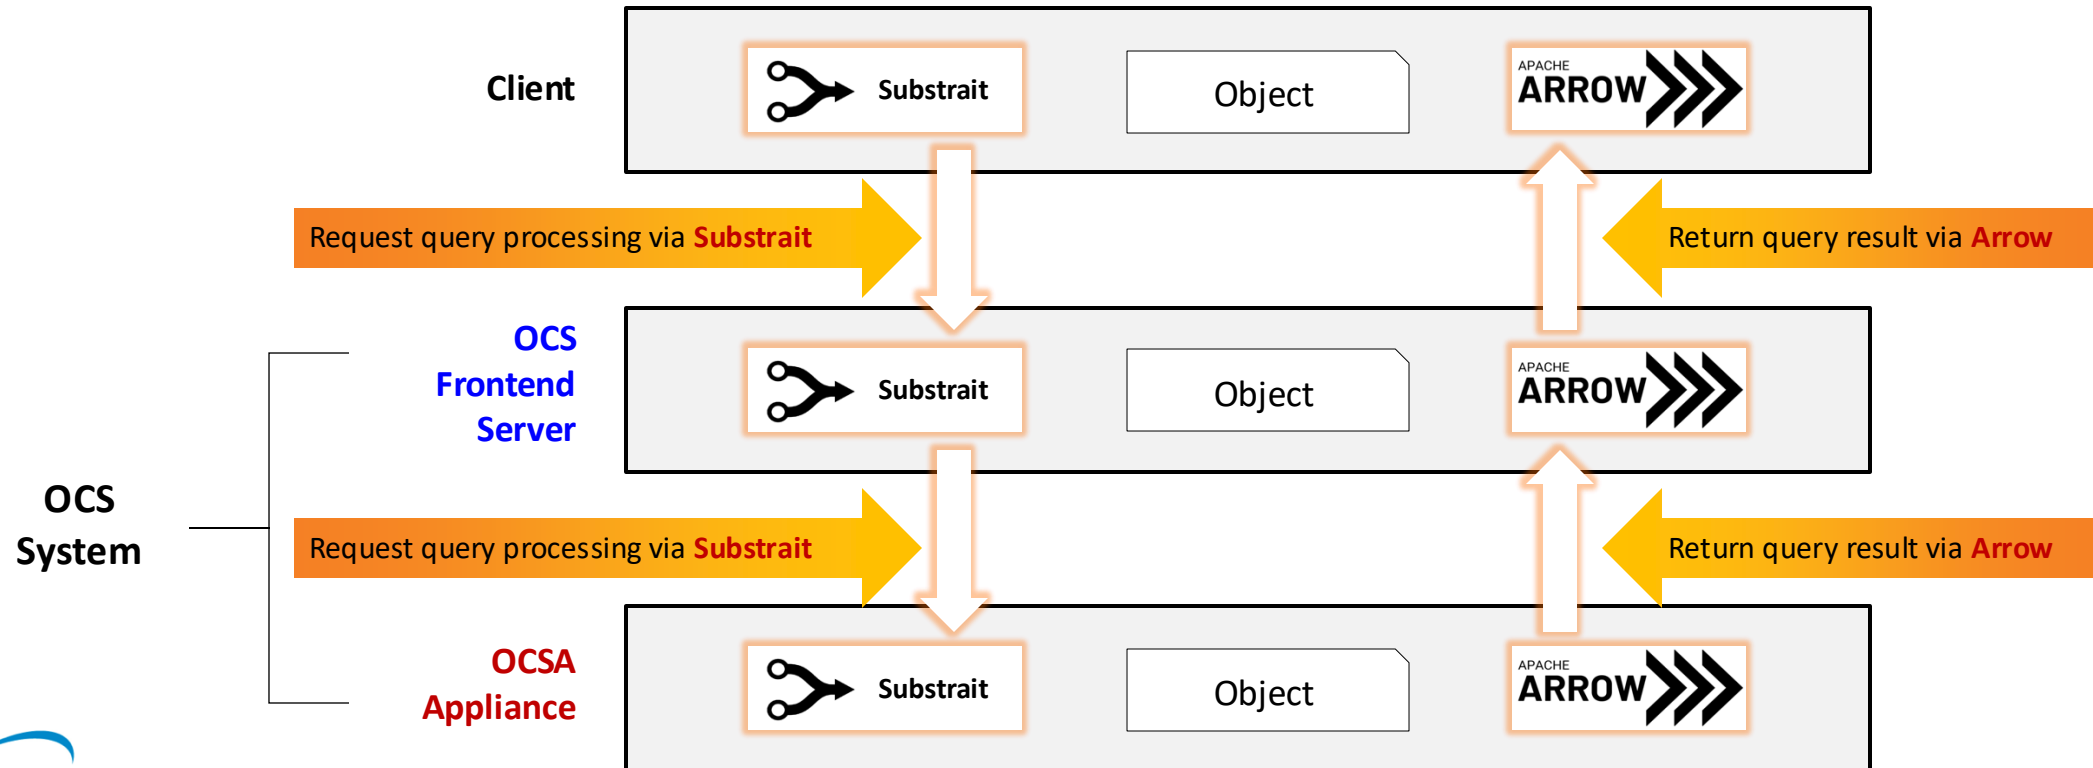 Client
Substrait
Object
APACHE
ARROW
Request query processing via Substrait
Return query result via Arrow
OCS
Frontend
Server
Substrait
Object
APACHE
ARROW
OCS
System
Request query processing via Substrait
Return query result via Arrow
OCSA
Appliance
Substrait
Object
APACHE
ARROW